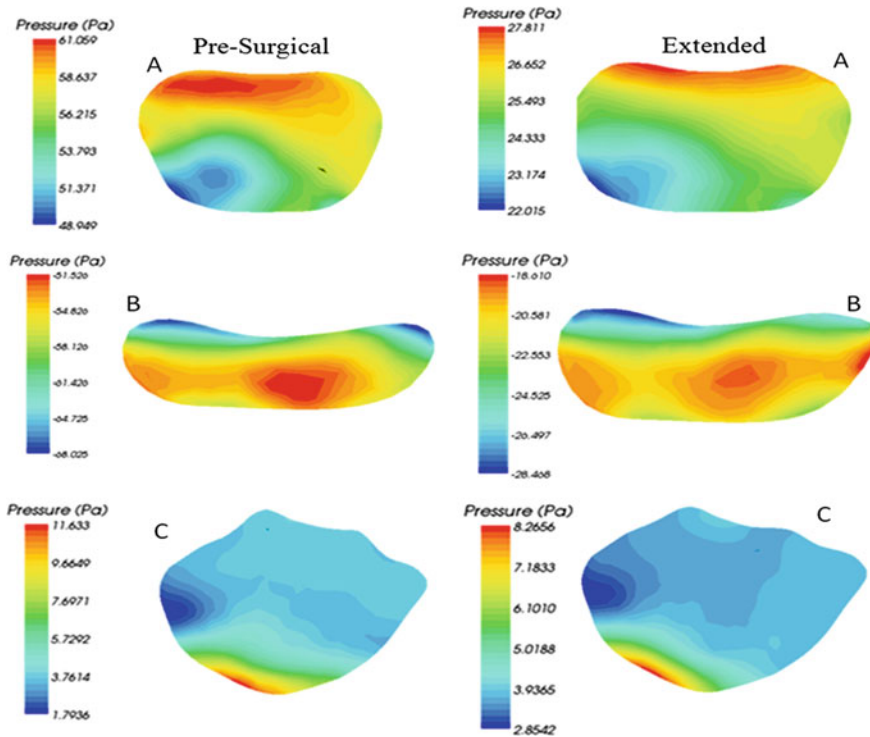 Pressure (Pa)
61.059
58.637
56.215
53.793
51.371
48.949
Pre-Surgical
A
Pressure (Pa)
27.811
26.652
25.493
24.333
23.174
22.015
Extended
A
Pressure (Pa)
-51.526
-54.826
-58.126
-61.426
-64.725
-68.025
B
Pressure (Pa)
-18.610
-20.581
-22.553
-24.525
-26.497
-28.468
B
Pressure (Pa)
11.633
9.6649
7.6971
5.7292
3.7614
1.7936
C
Pressure (Pa)
8.2656
7.1833
6.1010
5.0188
3.9365
2.8542
C